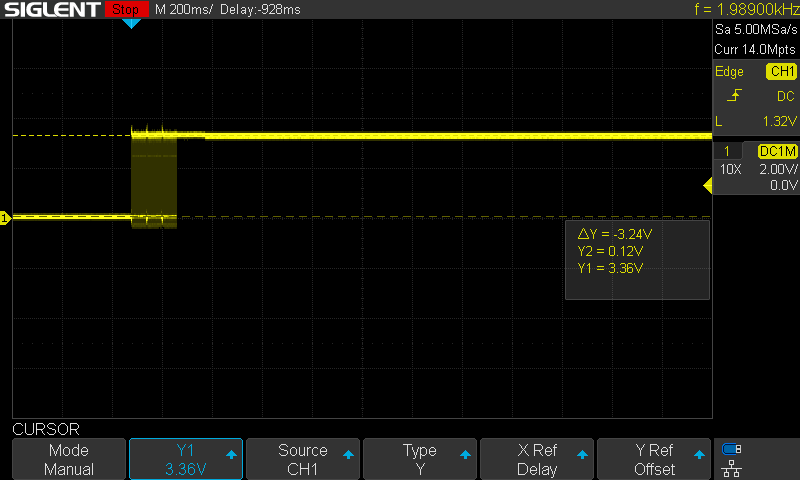 SIGLENT Stop M 200ms/ Delay:-928ms f = 1.98900kHz
Sa 5.00MSa/s
Curr 14.0Mpts
Edge CH1
DC
L 1.32V
1 DC1M
10X 2.00V/
0.0V
1
ΔY = -3.24V
Y2 = 0.12V
Y1 = 3.36V
CURSOR
Mode Y1 Source Type X Ref Y Ref
Manual 3.36V CH1 Y Delay Offset